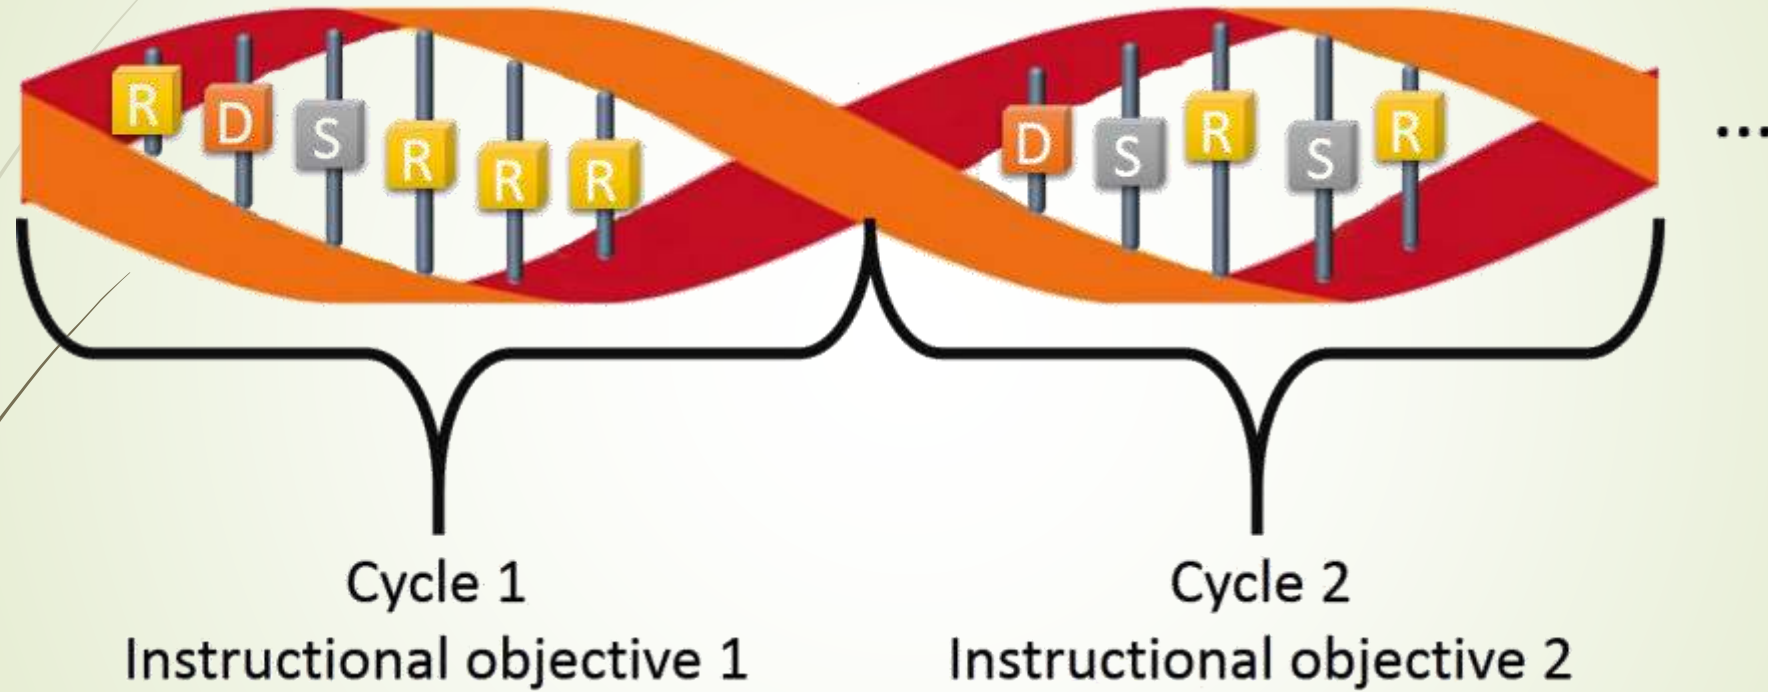 R D S R R R D S R S R ...
Cycle 1 Cycle 2
Instructional objective 1 Instructional objective 2